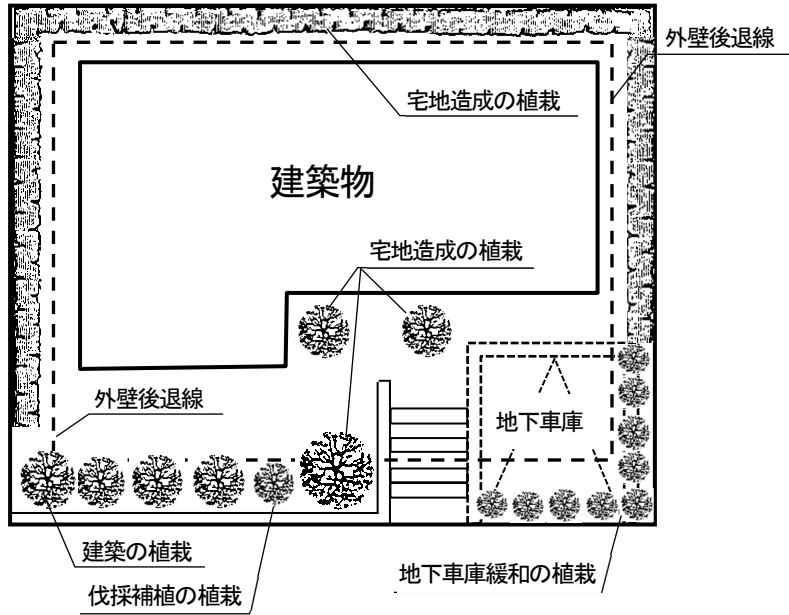 外壁後退線
宅地造成の植栽
建築物
宅地造成の植栽
外壁後退線
地下車庫
建築の植栽
地下車庫緩和の植栽
伐採補植の植栽